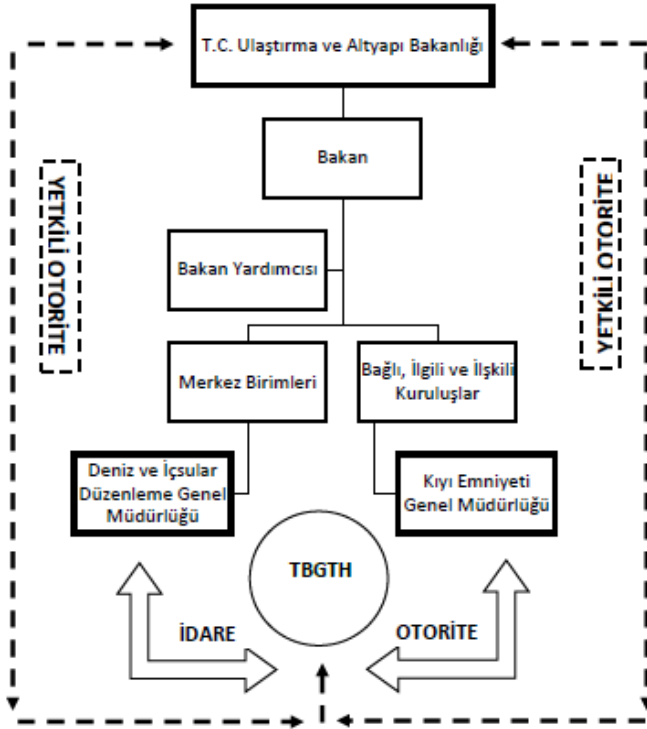 T.C. Ulaştırma ve Altyapı Bakanlığı
Bakan
YETKİLİ OTORİTE
YETKİLİ OTORİTE
Bakan Yardımcısı
Merkez Birimleri
Bağlı, İlgili ve İlşkili
Kuruluşlar
Deniz ve İçsular
Düzenleme Genel
Müdürlüğü
Kıyı Emniyeti
Genel Müdürlüğü
TBGTH
İDARE
OTORİTE